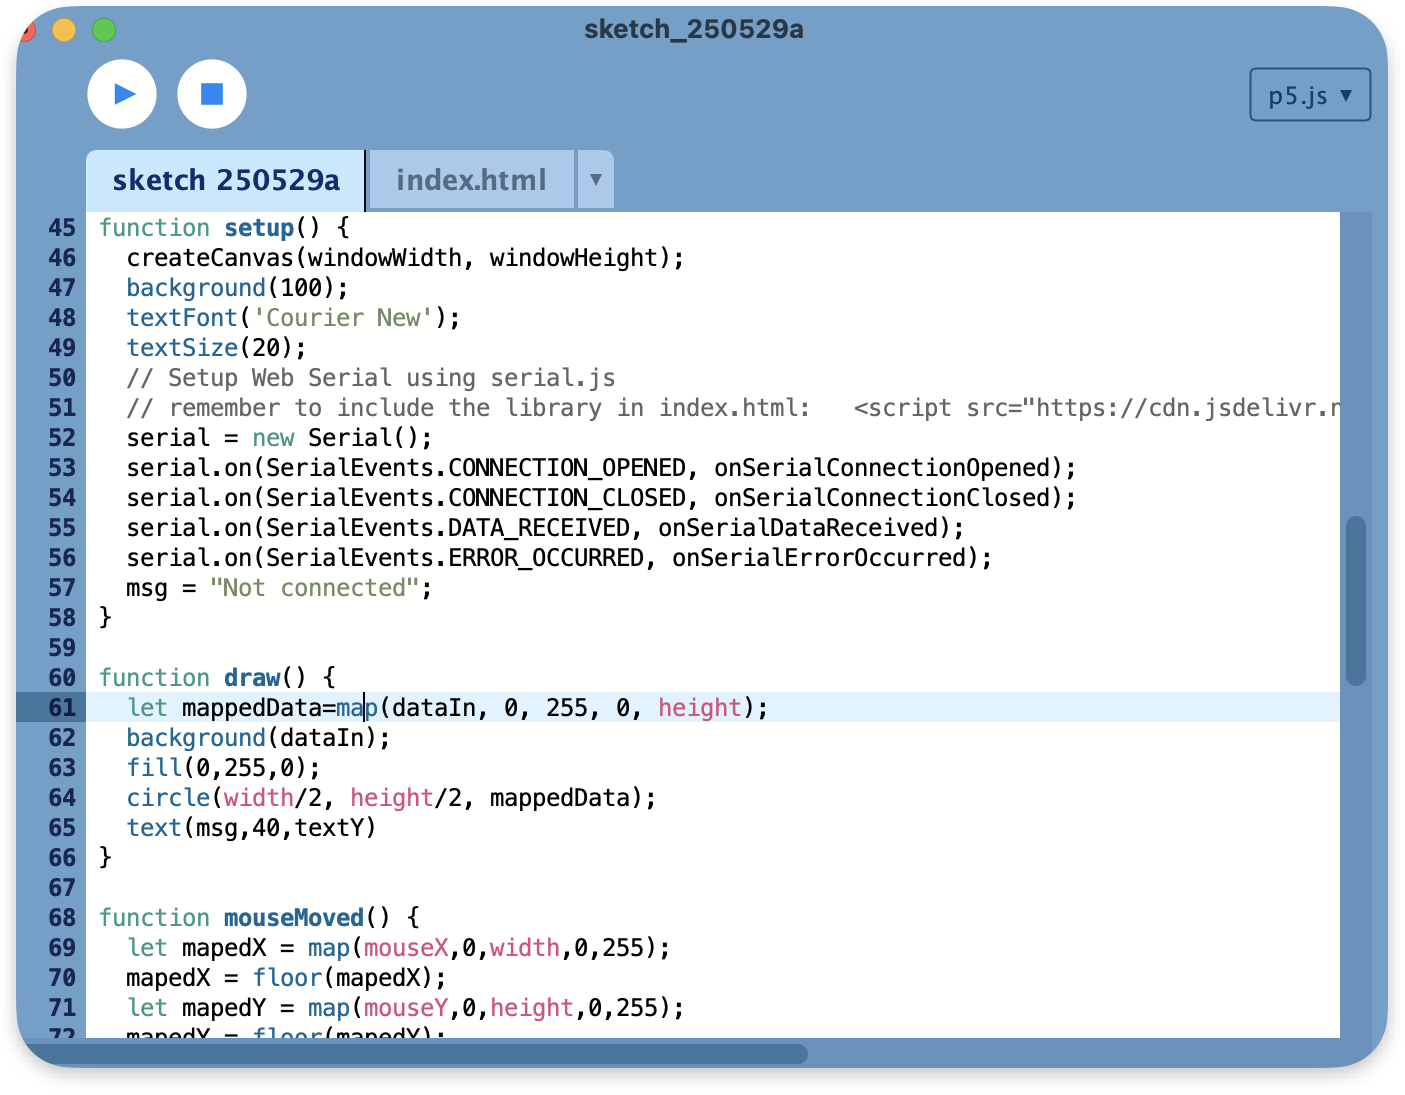 sketch_250529a
p5.js ▼
sketch 250529a index.html ▼
45 function setup() {
46 createCanvas(windowWidth, windowHeight);
47 background(100);
48 textFont('Courier New');
49 textSize(20);
50 // Setup Web Serial using serial.js
51 // remember to include the library in index.html: <script src="https://cdn.jsdelivr.n
52 serial = new Serial();
53 serial.on(SerialEvents.CONNECTION_OPENED, onSerialConnectionOpened);
54 serial.on(SerialEvents.CONNECTION_CLOSED, onSerialConnectionClosed);
55 serial.on(SerialEvents.DATA_RECEIVED, onSerialDataReceived);
56 serial.on(SerialEvents.ERROR_OCCURRED, onSerialErrorOccurred);
57 msg = "Not connected";
58 }
59
60 function draw() {
61 let mappedData=map(dataIn, 0, 255, 0, height);
62 background(dataIn);
63 fill(0,255,0);
64 circle(width/2, height/2, mappedData);
65 text(msg,40,textY)
66 }
67
68 function mouseMoved() {
69 let mapedX = map(mouseX,0,width,0,255);
70 mapedX = floor(mapedX);
71 let mapedY = map(mouseY,0,height,0,255);
72 mapedY = floor(mapedY);